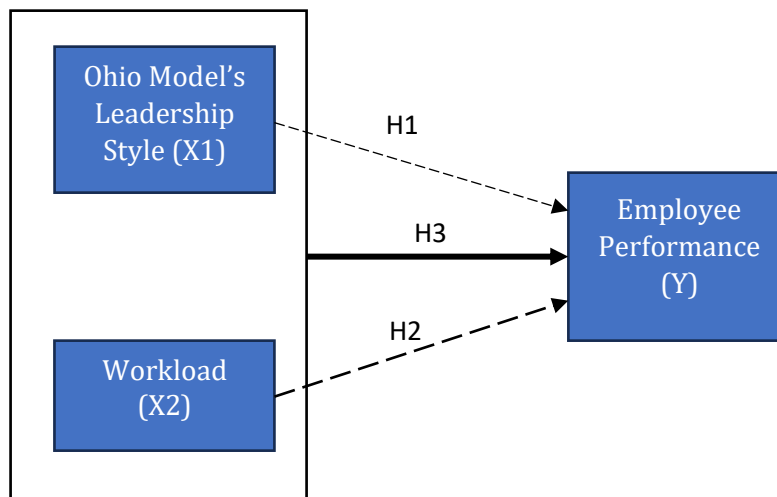 Ohio Model’s
Leadership
Style (X1)
H1
Employee
Performance
(Y)
H3
H2
Workload
(X2)